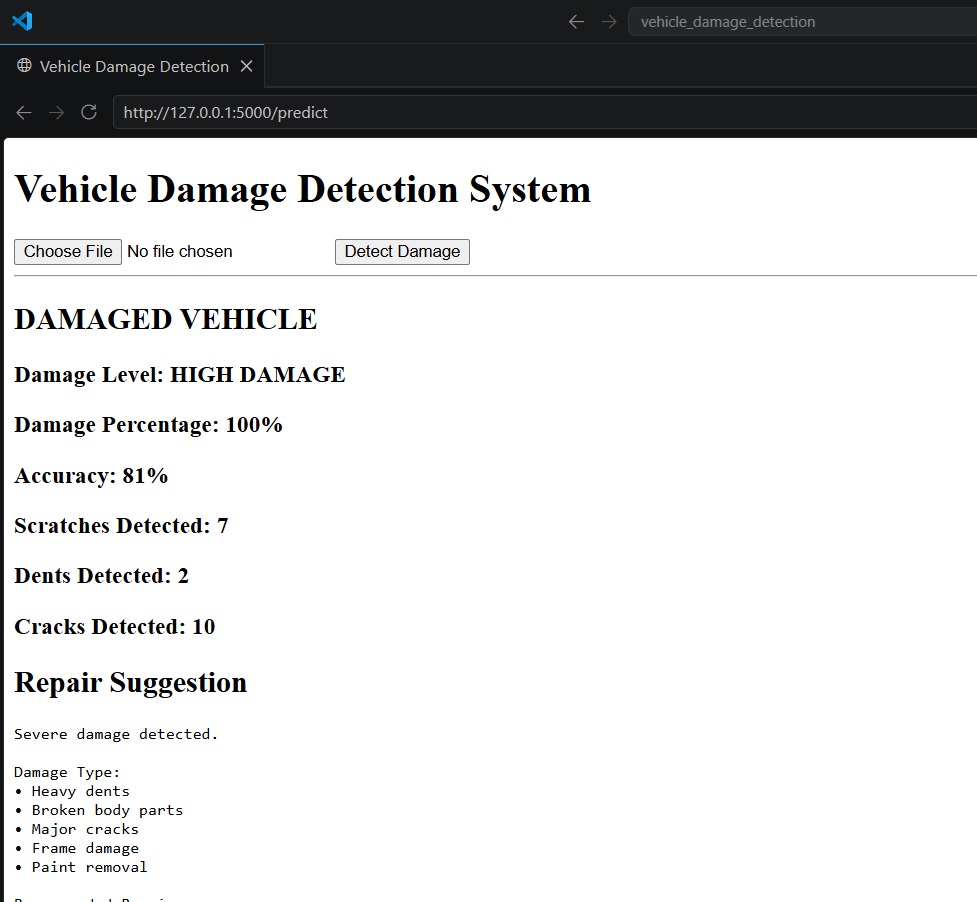 vehicle_damage_detection
Vehicle Damage Detection
http://127.0.0.1:5000/predict
Vehicle Damage Detection System
Choose File No file chosen Detect Damage
DAMAGED VEHICLE
Damage Level: HIGH DAMAGE
Damage Percentage: 100%
Accuracy: 81%
Scratches Detected: 7
Dents Detected: 2
Cracks Detected: 10
Repair Suggestion
Severe damage detected.
Damage Type:
• Heavy dents
• Broken body parts
• Major cracks
• Frame damage
• Paint removal